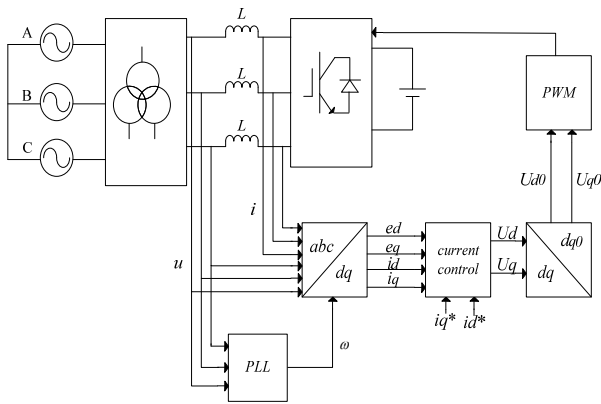 A
B
C
L
L
L
i
u
PWM
Ud0
Uq0
abc
dq
ed
eq
id
iq
current
control
iq*
id*
Ud
Uq
dq0
dq
PLL
ω